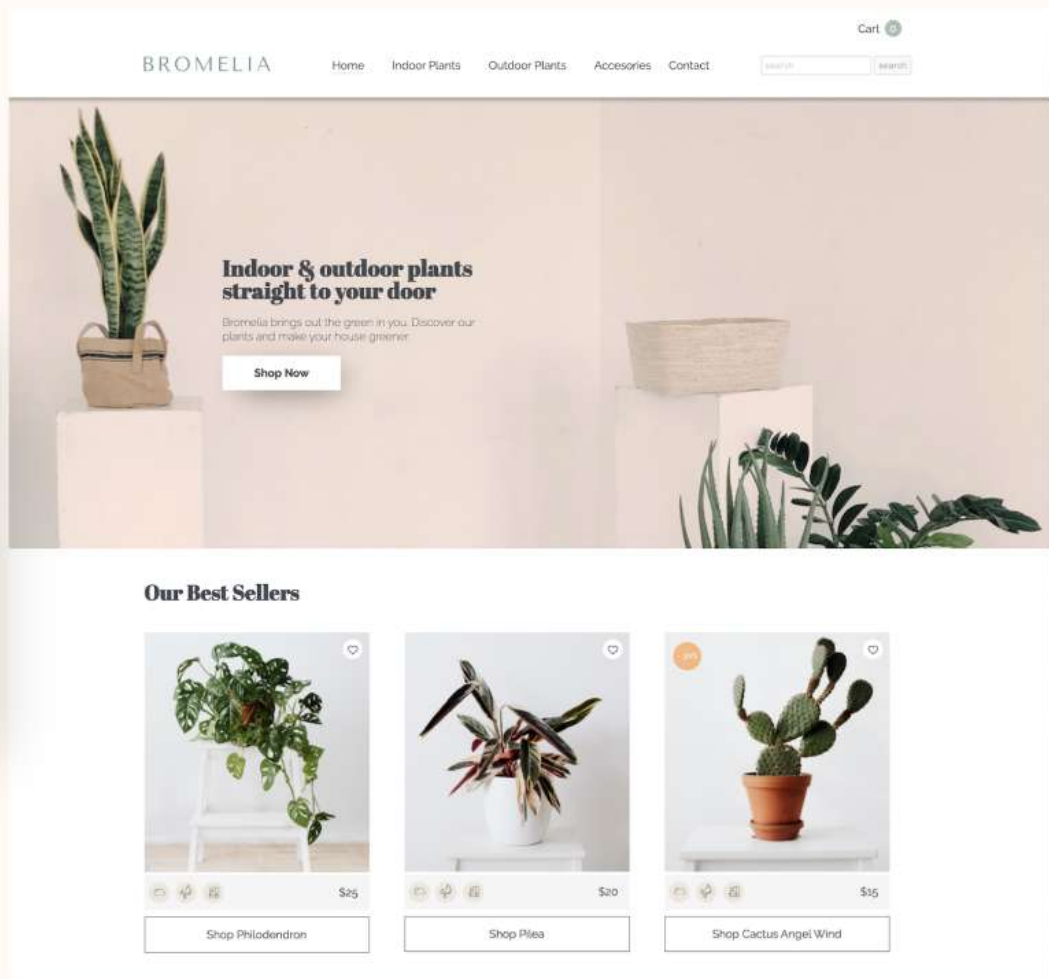 Cart 0
BROMELIA
Home Indoor Plants Outdoor Plants Accesories Contact
search search
Indoor & outdoor plants
straight to your door
Bromelia brings out the green in you. Discover our
plants and make your house greener.
Shop Now
Our Best Sellers
$25
$20
$15
Shop Philodendron
Shop Pilea
Shop Cactus Angel Wind